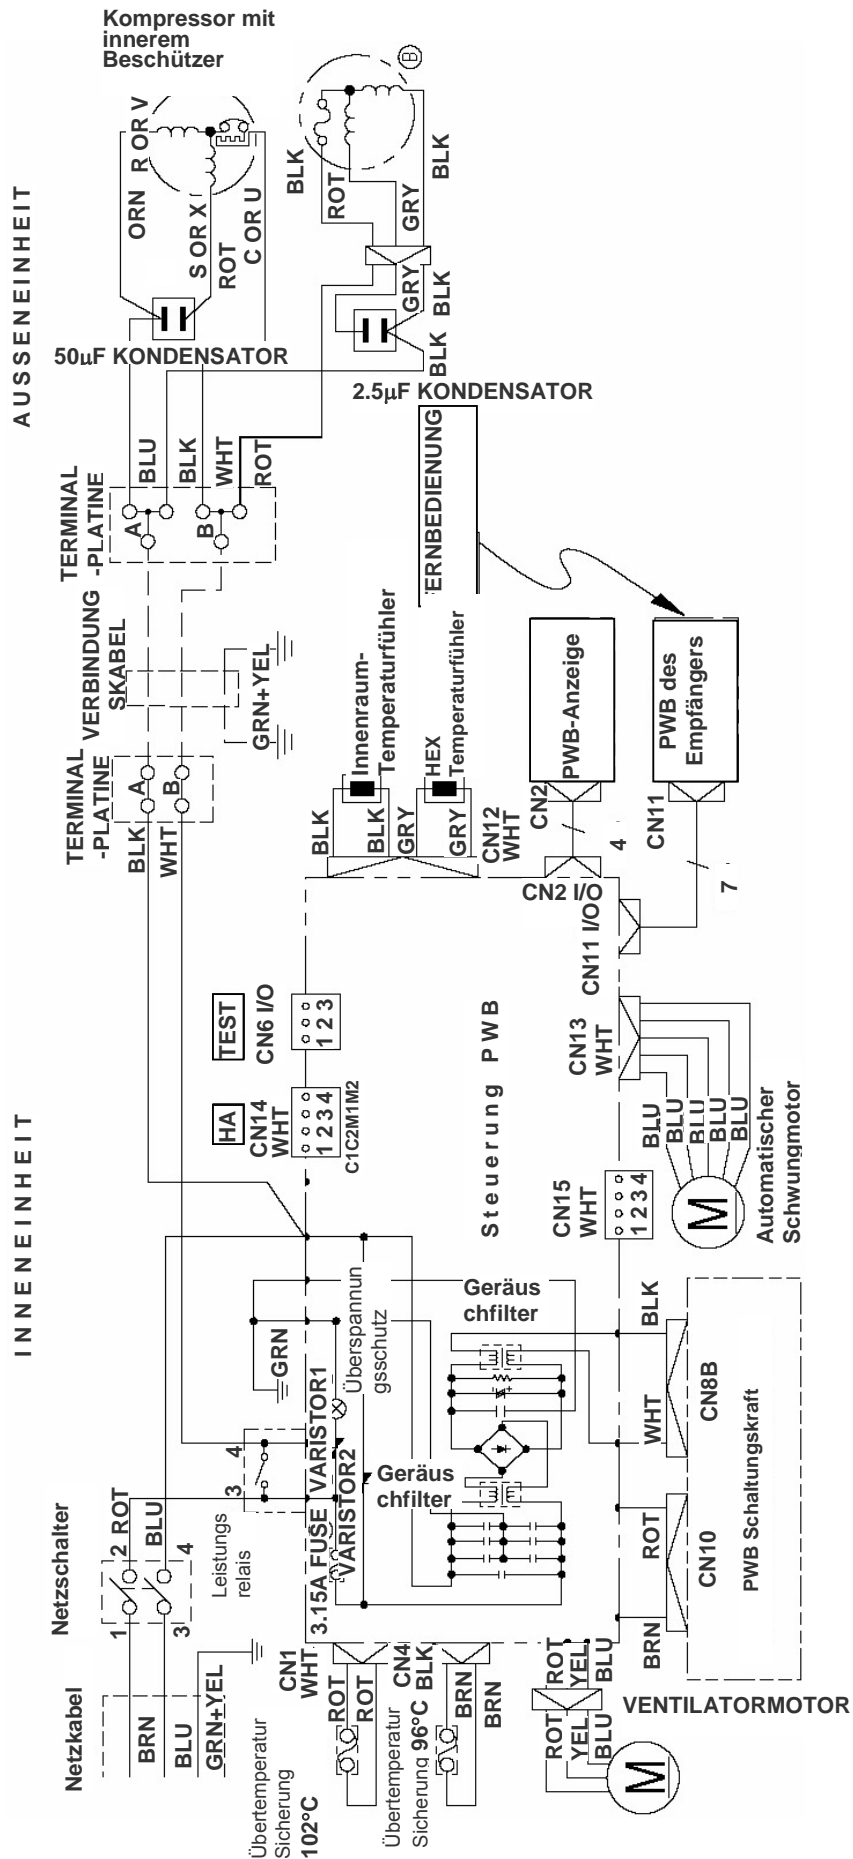 Kompressor mit
innerem
Beschützer
AUSSENEINHEIT
B
R OR V
ORN
S OR X
ROT
C OR U
BLK
ROT
GRY
BLK
GRY
BLK
BLK
50µF KONDENSATOR
2.5µF KONDENSATOR
BLU
BLK
WHT
ROT
TERMINAL
-PLATINE
A
B
ERNBEDIENUNG
VERBINDUNG
SKABEL
GRN+YEL
TERMINAL
-PLATINE
A
B
BLK
WHT
Innenraum-
Temperaturfühler
HEX
Temperaturfühler
BLK
BLK
GRY
GRY
CN12
WHT
PWB-Anzeige
CN2
4
CN2 I/O
PWB des
Empfängers
CN11
7
CN11 I/O
INNENEINHEIT
TEST
CN6 I/O
1 2 3
HA
CN14
WHT
1 2 3 4
C1C2M1M2
Steuerung PWB
CN13
WHT
BLU
BLU
BLU
BLU
BLU
M
Automatischer
Schwungmotor
CN15
WHT
1 2 3 4
GRN
Überspannun
gsschutz
Geräus
chfilter
Geräus
chfilter
VARISTOR1
VARISTOR2
3.15A FUSE
3
4
Leistungs
relais
BLK
WHT
CN8B
ROT
BRN
CN10
PWB Schaltungskraft
Netzschalter
2 ROT
BLU
4
1
3
Netzkabel
BRN
BLU
GRN+YEL
CN1
WHT
ROT
ROT
CN4
BLK
BRN
BRN
Übertemperatur
Sicherung
102°C
Übertemperatur
Sicherung 96°C
ROT
YEL
BLU
ROT
YEL
BLU
M
VENTILATORMOTOR